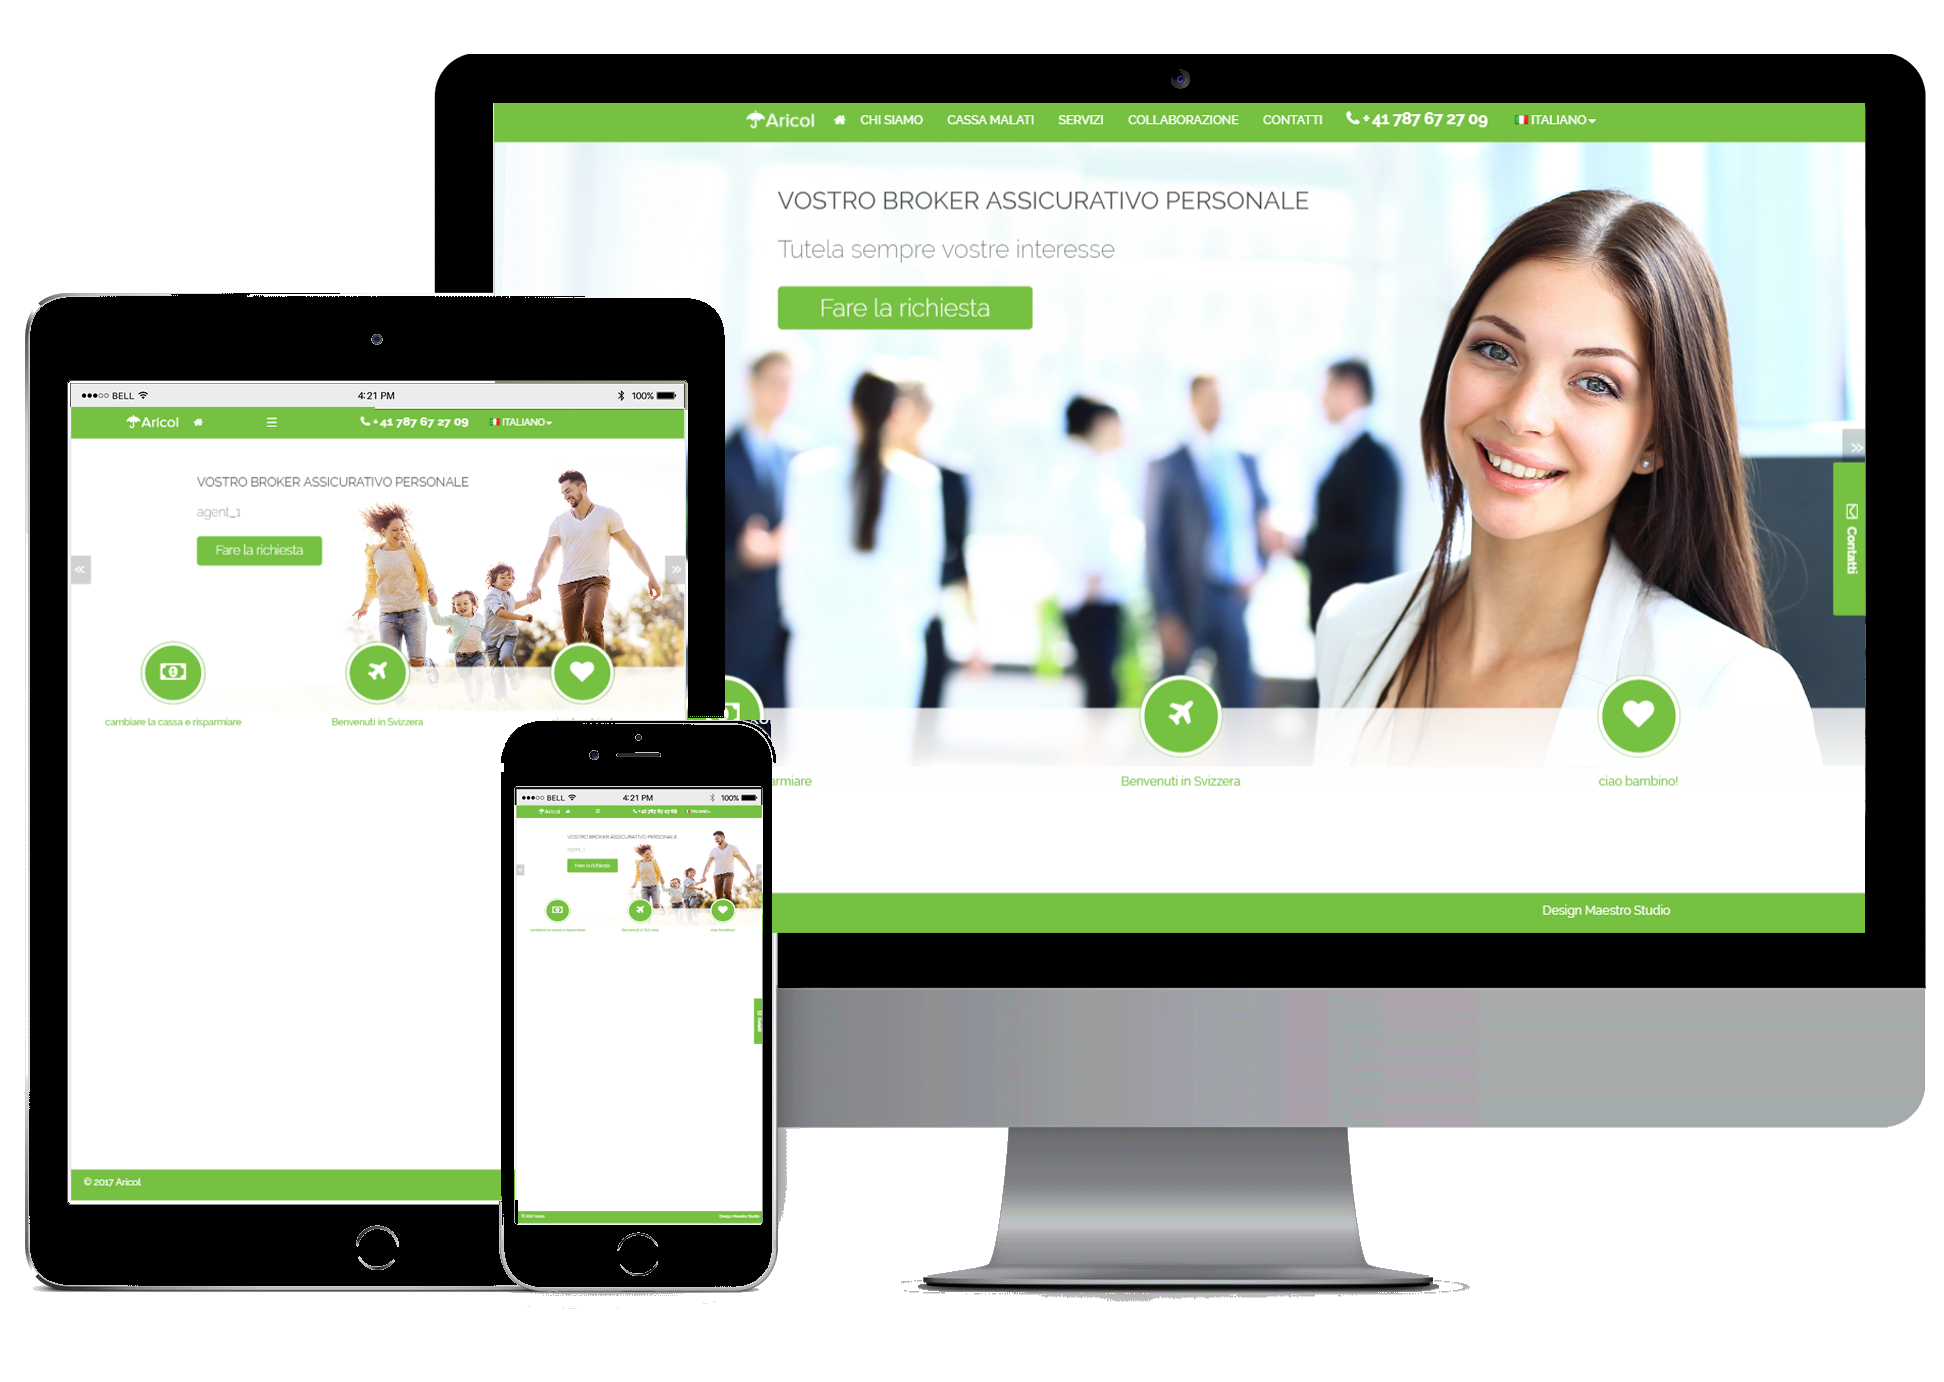 Aricol CHI SIAMO CASSA MALATI SERVIZI COLLABORAZIONE CONTATTI +41 787 67 27 09 ITALIANO
VOSTRO BROKER ASSICURATIVO PERSONALE
Tutela sempre vostre interesse
Fare la richiesta
Contatti
Benvenuti in Svizzera
ciao bambino!
Design Maestro Studio
BELL 4:21 PM 100%
Aricol +41 787 67 27 09 ITALIANO
VOSTRO BROKER ASSICURATIVO PERSONALE
agent_1
Fare la richiesta
cambiare la cassa e risparmiare
Benvenuti in Svizzera
© 2017 Aricol
BELL 4:21 PM 100%
Aricol +41 787 67 27 09 ITALIANO
VOSTRO BROKER ASSICURATIVO PERSONALE
agent_1
Fare la richiesta
cambiare la cassa e risparmiare
Benvenuti in Svizzera
ciao bambino!
Contatti
© 2017 Aricol
Design Maestro Studio